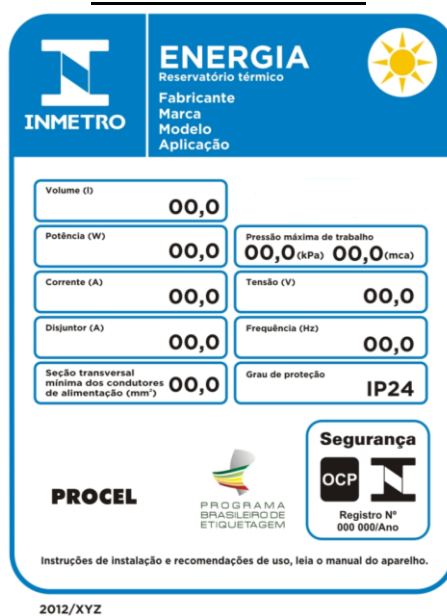 INMETRO
ENERGIA
Reservatório térmico
Fabricante
Marca
Modelo
Aplicação
Volume (l)
00,0
Potência (W)
00,0
Pressão máxima de trabalho
00,0(kPa) 00,0(mca)
Corrente (A)
00,0
Tensão (V)
00,0
Disjuntor (A)
00,0
Frequência (Hz)
00,0
Seção transversal
mínima dos condutores
de alimentação (mm²)
00,0
Grau de proteção
IP24
PROCEL
PROGRAMA
BRASILEIRO DE
ETIQUETAGEM
Segurança
OCP
Registro Nº
000 000/Ano
Instruções de instalação e recomendações de uso, leia o manual do aparelho.
2012/XYZ